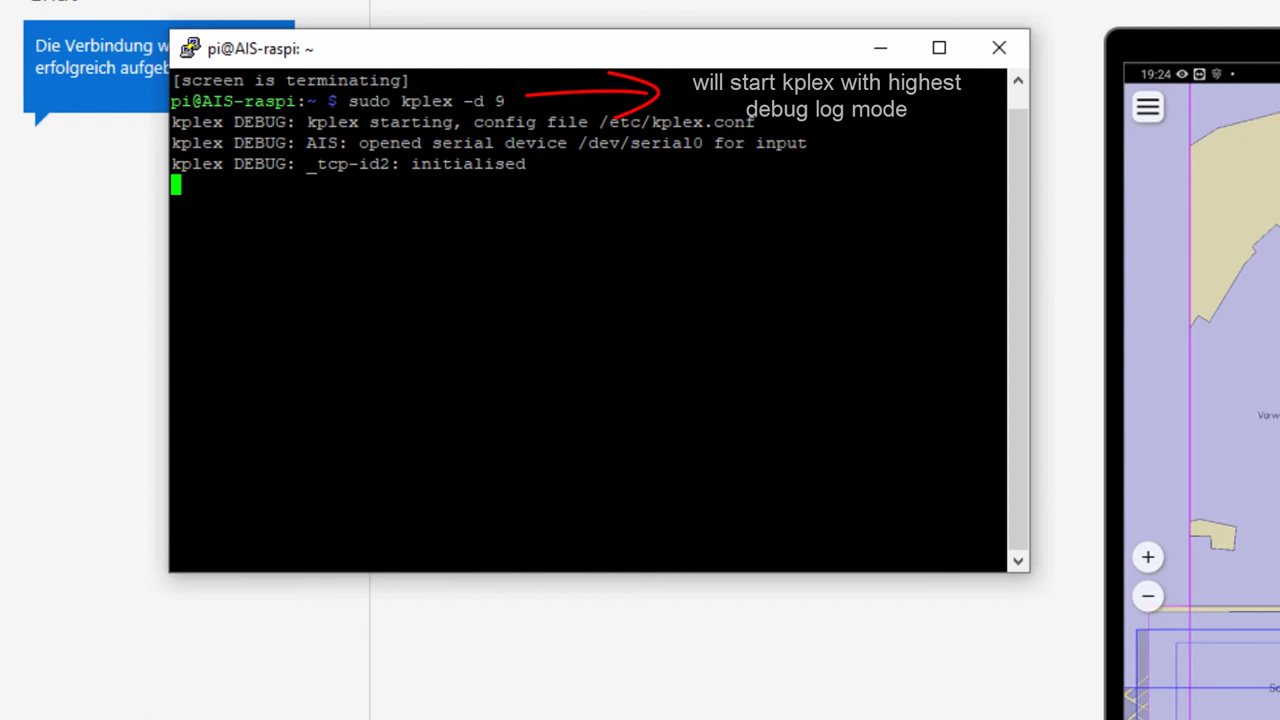 Die Verbindung
erfolgreich
pi@AIS-raspi: ~
[screen is terminating]
pi@AIS-raspi:~ $ sudo kplex -d 9
kplex DEBUG: kplex starting, config file /etc/kplex.conf
kplex DEBUG: AIS: opened serial device /dev/serial0 for input
kplex DEBUG: _tcp-id2: initialised
will start kplex with highest
debug log mode
19:24
+
−